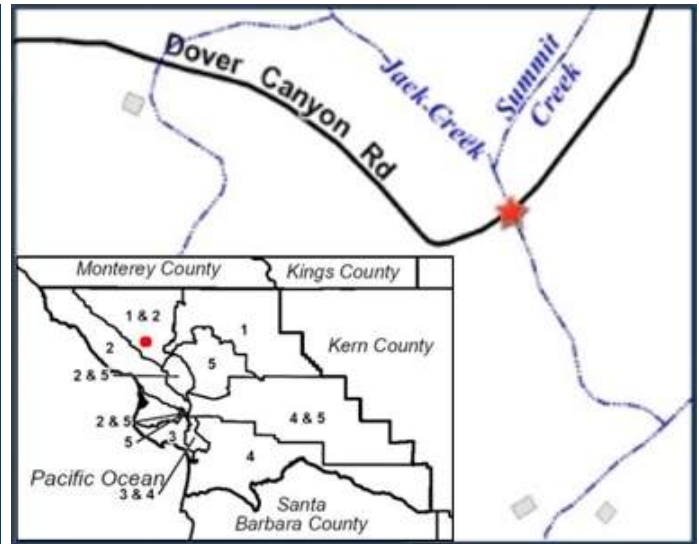 Dover Canyon Rd
Jack Creek
Summit
Creek
Monterey County
Kings County
1 & 2
1
Kern County
2
5
2 & 5
2 & 5
4 & 5
5
3
4
Pacific Ocean
3 & 4
Santa
Barbara County